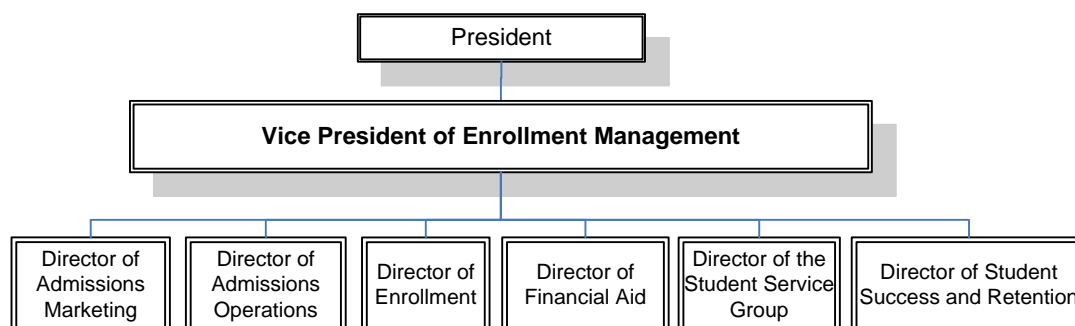 President
Vice President of Enrollment Management
Director of
Admissions
Marketing
Director of
Admissions
Operations
Director of
Enrollment
Director of
Financial Aid
Director of the
Student Service
Group
Director of Student
Success and Retention